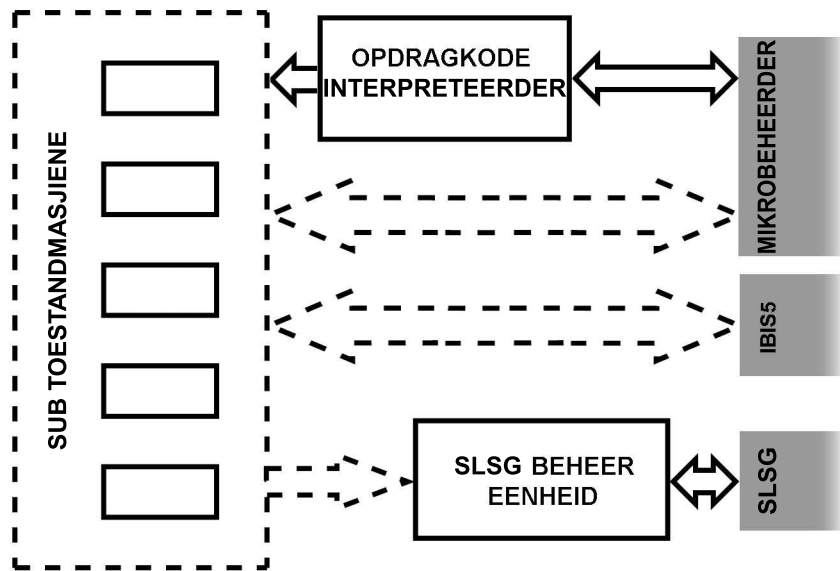 SUB TOESTANDMASJIENE
OPDRAGKODE
INTERPRETEERDER
MIKROBEHEERDER
IBIS5
SLSG BEHEER
EENHEID
SLSG